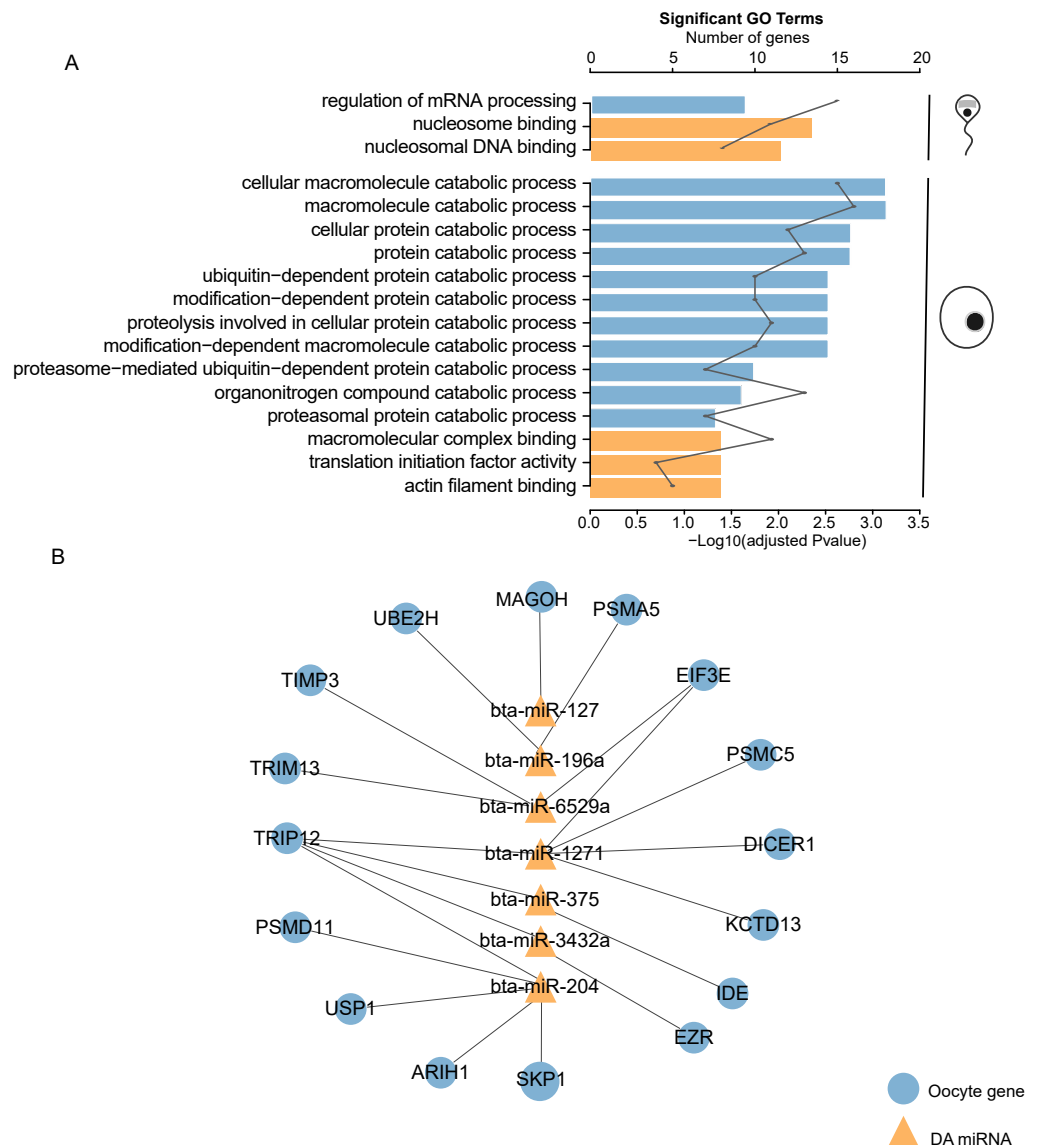 Significant GO Terms
Number of genes
A
0 5 10 15 20
regulation of mRNA processing
nucleosome binding
nucleosomal DNA binding
cellular macromolecule catabolic process
macromolecule catabolic process
cellular protein catabolic process
protein catabolic process
ubiquitin−dependent protein catabolic process
modification−dependent protein catabolic process
proteolysis involved in cellular protein catabolic process
modification−dependent macromolecule catabolic process
proteasome−mediated ubiquitin−dependent protein catabolic process
organonitrogen compound catabolic process
proteasomal protein catabolic process
macromolecular complex binding
translation initiation factor activity
actin filament binding
0.0 0.5 1.0 1.5 2.0 2.5 3.0 3.5
−Log10(adjusted Pvalue)
B
MAGOH
PSMA5
UBE2H
EIF3E
TIMP3
bta-miR-127
PSMC5
bta-miR-196a
TRIM13
bta-miR-6529a
TRIP12
DICER1
bta-miR-1271
bta-miR-375
KCTD13
PSMD11
bta-miR-3432a
bta-miR-204
IDE
USP1
EZR
ARIH1
SKP1
Oocyte gene
DA miRNA